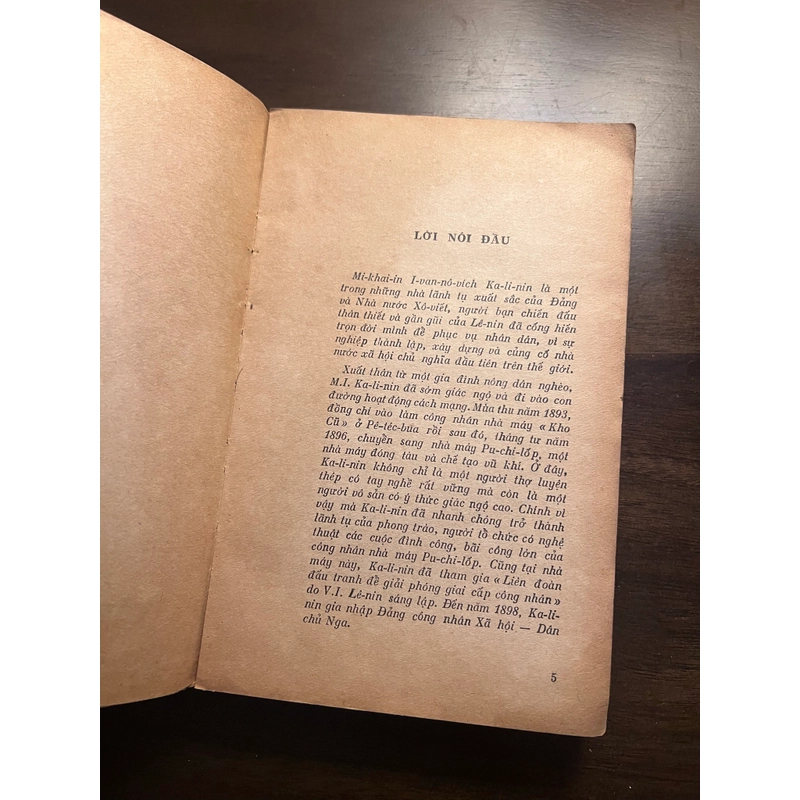 LỜI NÓI ĐẦU
Mi-khai-in I-van-nô-vích Ka-li-nin là một
trong những nhà lãnh tụ xuất sắc của Đảng
và Nhà nước Xô-viết, người bạn chiến đấu
thân thiết và gần gũi của Lê-nin đã cống hiến
trọn đời mình để phục vụ nhân dân, vì sự
nghiệp thành lập, xây dựng và củng cố nhà
nước xã hội chủ nghĩa đầu tiên trên thế giới.
Xuất thân từ một gia đình nông dân nghèo,
M.I. Ka-li-nin đã sớm giác ngộ và đi vào con
đường hoạt động cách mạng. Mùa thu năm 1893,
đồng chí vào làm công nhân nhà máy «Kho
Cũ» ở Pê-téc-bua rồi sau đó, tháng tư năm
1896, chuyển sang nhà máy Pu-chi-lốp, một
nhà máy đóng tàu và chế tạo vũ khí. Ở đây,
Ka-li-nin không chỉ là một người thợ luyện
thép có tay nghề rất vững mà còn là một
người vô sản có ý thức giác ngộ cao. Chính vì
vậy mà Ka-li-nin đã nhanh chóng trở thành
lãnh tụ của phong trào, người tổ chức có nghệ
thuật các cuộc đình công, bãi công lớn của
công nhân nhà máy Pu-chi-lốp. Cũng tại nhà
máy này, Ka-li-nin đã tham gia «Liên đoàn
đấu tranh để giải phóng giai cấp công nhân»
do V.I. Lê-nin sáng lập. Đến năm 1898, Ka-li-
nin gia nhập Đảng công nhân Xã hội — Dân
chủ Nga.
5